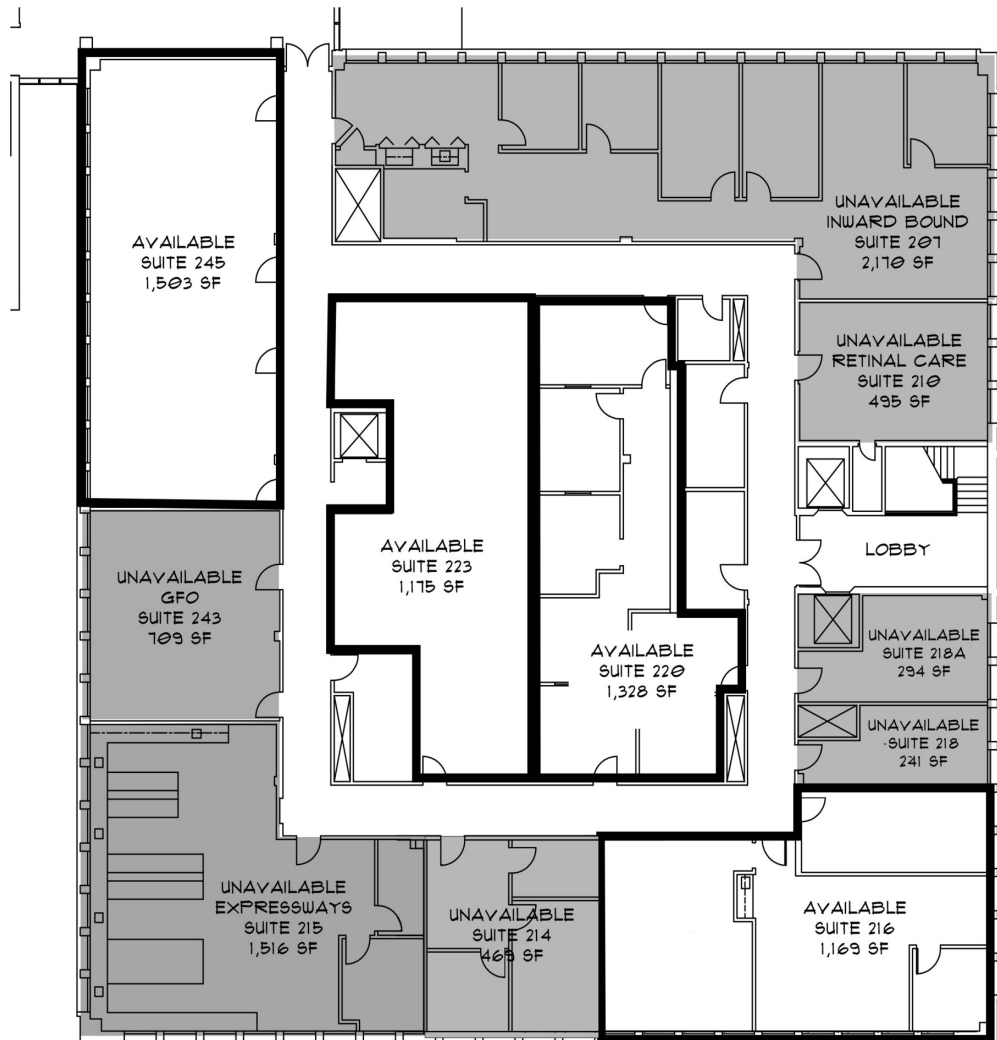 AVAILABLE
SUITE 245
1,503 SF
UNAVAILABLE
INWARD BOUND
SUITE 207
2,170 SF
UNAVAILABLE
RETINAL CARE
SUITE 210
495 SF
AVAILABLE
SUITE 223
1,175 SF
LOBBY
UNAVAILABLE
GFO
SUITE 243
709 SF
AVAILABLE
SUITE 220
1,328 SF
UNAVAILABLE
SUITE 218A
294 SF
UNAVAILABLE
-SUITE 218
241 SF
UNAVAILABLE
EXPRESSWAYS
SUITE 215
1,516 SF
UNAVAILABLE
SUITE 214
465 SF
AVAILABLE
SUITE 216
1,169 SF